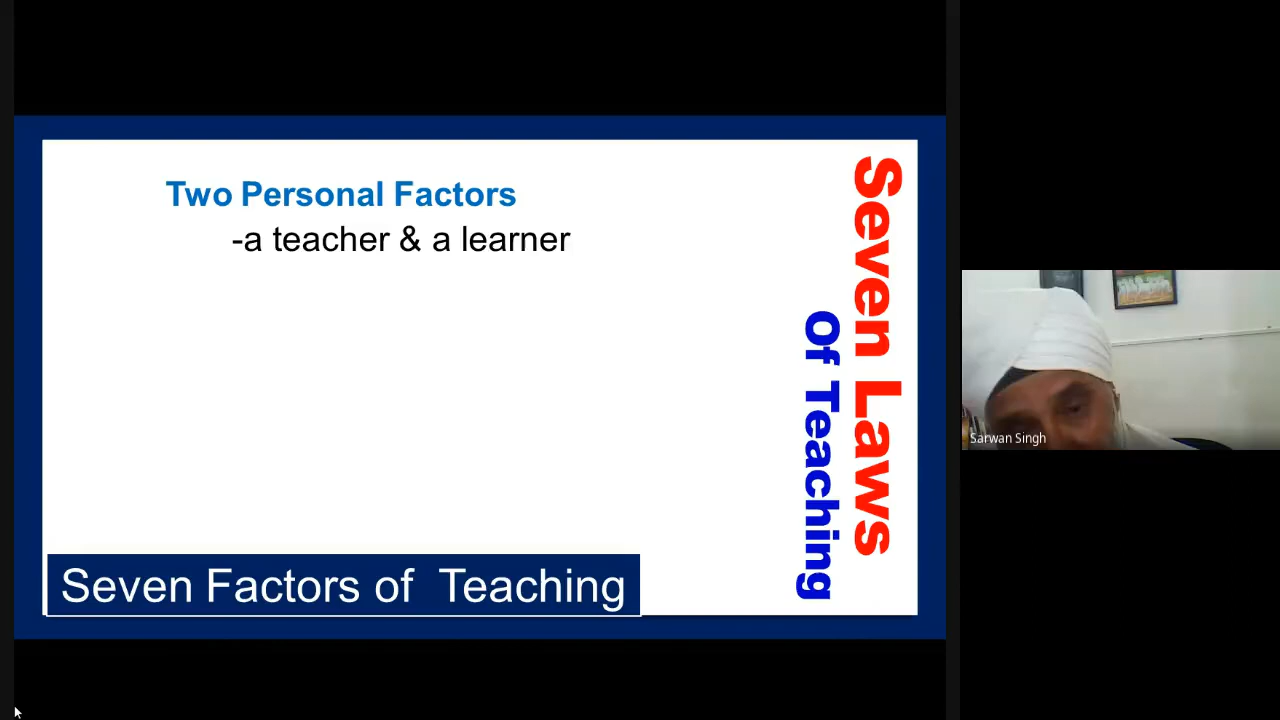 Two Personal Factors
-a teacher & a learner
Seven Laws
Of Teaching
Seven Factors of Teaching
Sarwan Singh